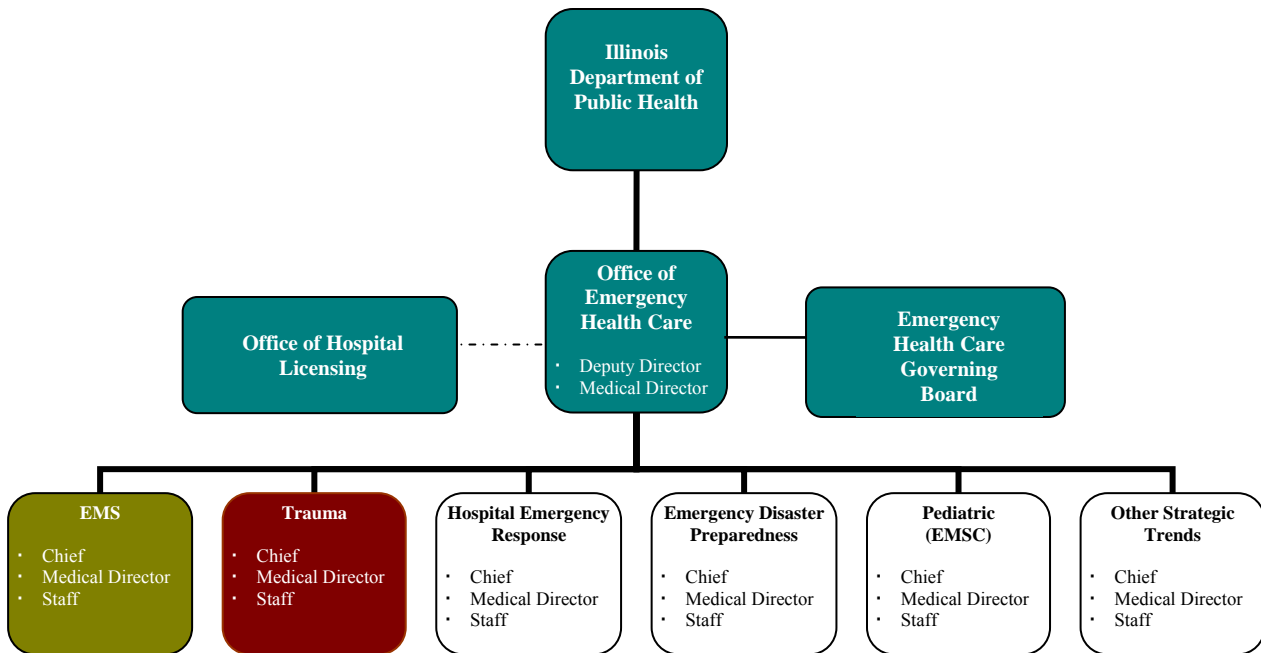 Illinois
Department of
Public Health
Office of
Emergency
Health Care
· Deputy Director
· Medical Director
Office of Hospital
Licensing
Emergency
Health Care
Governing
Board
EMS
· Chief
· Medical Director
· Staff
Trauma
· Chief
· Medical Director
· Staff
Hospital Emergency
Response
· Chief
· Medical Director
· Staff
Emergency Disaster
Preparedness
· Chief
· Medical Director
· Staff
Pediatric
(EMSC)
· Chief
· Medical Director
· Staff
Other Strategic
Trends
· Chief
· Medical Director
· Staff